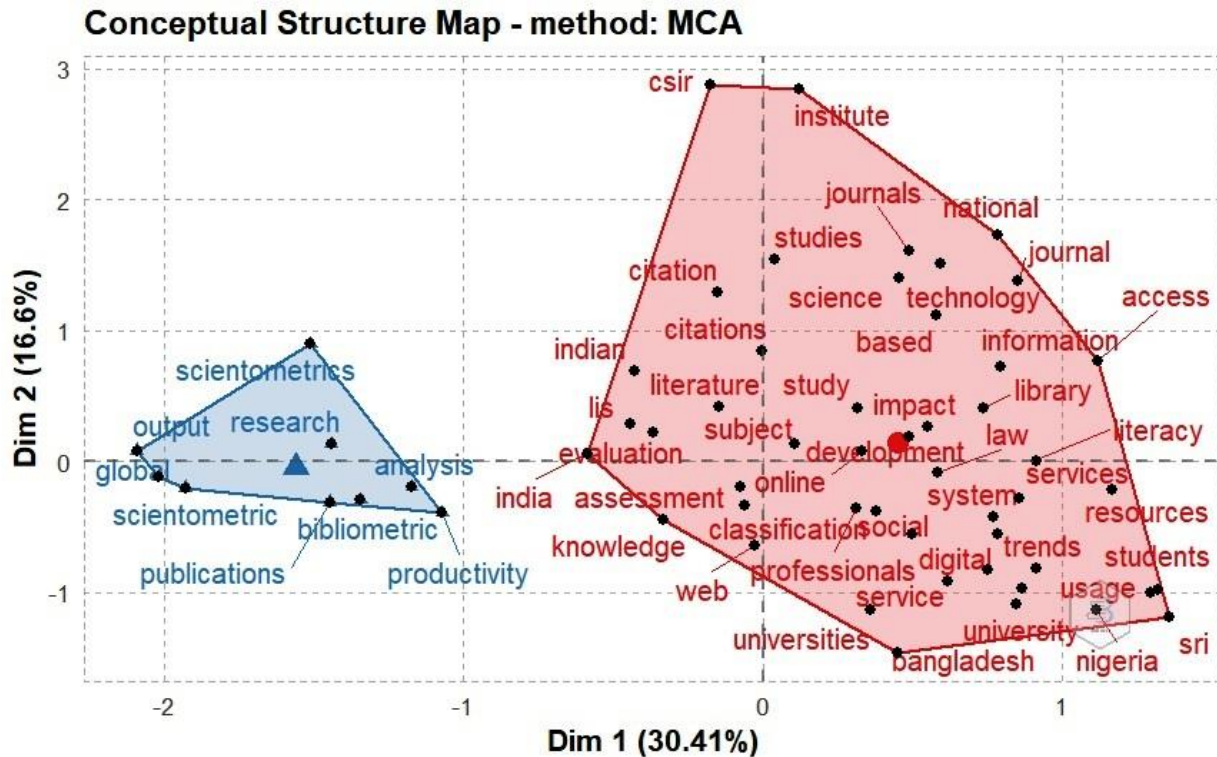 Conceptual Structure Map - method: MCA
3
csir
institute
journals
2
national
studies
journal
citation
science
technology
access
citations
1
based
information
indian
scientometrics
literature
study
library
lis
impact
output
research
subject
law
literacy
evaluation
development
0
global
analysis
services
india
assessment
online
system
scientometric
classification
social
resources
bibliometric
knowledge
trends
students
publications
productivity
web
professionals
digital
-1
service
usage
universities
university
bangladesh
nigeria
sri
-2
-1
0
1
Dim 2 (16.6%)
Dim 1 (30.41%)